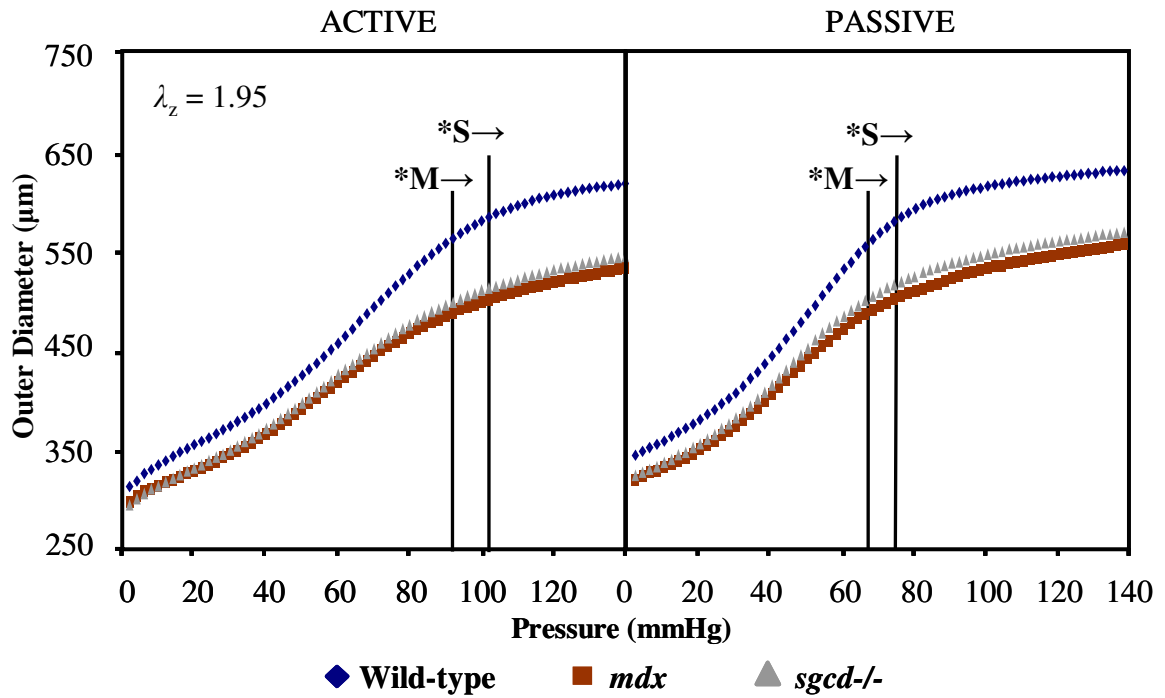 ACTIVE PASSIVE
750
λz = 1.95
*S→ *S→
650
*M→ *M→
550
450
350
250
Outer Diameter (µm)
0 20 40 60 80 100 120 0 20 40 60 80 100 120 140
Pressure (mmHg)
Wild-type mdx sgcd-/-